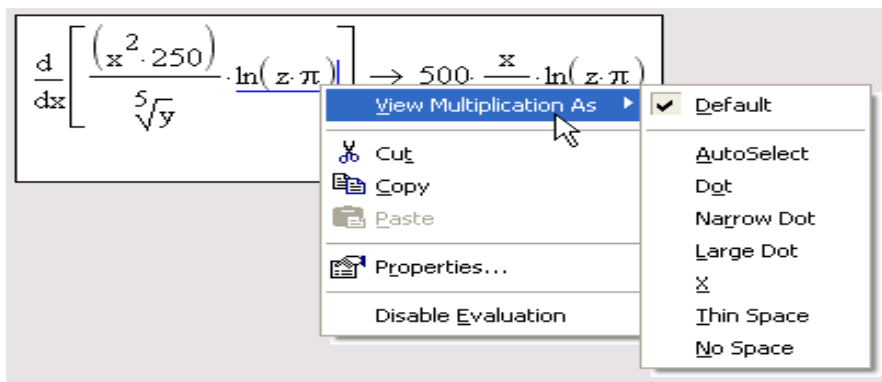 d/dx[(x²·250)/⁵√y·ln(z·π)] → 500·x/ ·ln(z·π)
View Multiplication As
Cut
Copy
Paste
Properties...
Disable Evaluation
Default
AutoSelect
Dot
Narrow Dot
Large Dot
X
Thin Space
No Space